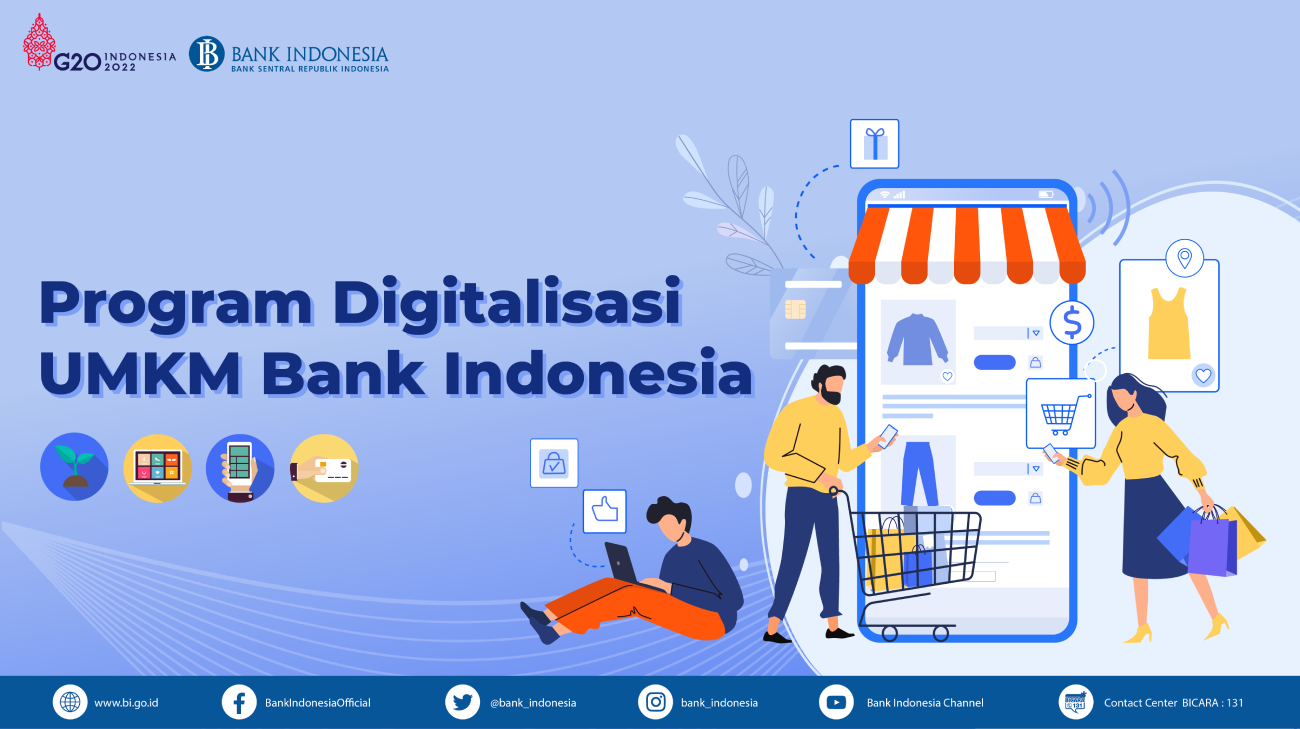 G20 INDONESIA
2022
BANK INDONESIA
BANK SENTRAL REPUBLIK INDONESIA
Program Digitalisasi
UMKM Bank Indonesia
www.bi.go.id
BankIndonesiaOfficial
@bank_indonesia
bank_indonesia
Bank Indonesia Channel
Contact Center BICARA : 131